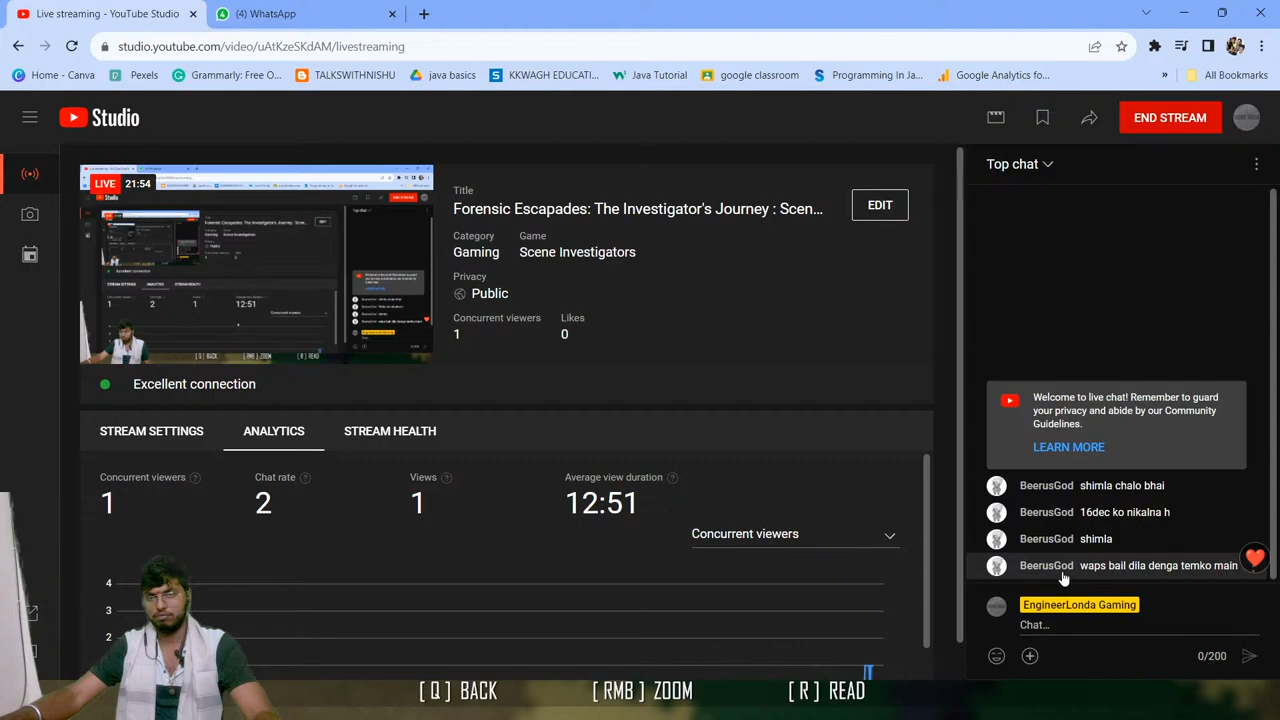 Live streaming - YouTube Studio
(4) WhatsApp
studio.youtube.com/video/uAtKzeSKdAM/livestreaming
Home - Canva
Pexels
Grammarly: Free O...
TALKSWITHNISHU
java basics
KKWAGH EDUCATI...
Java Tutorial
google classroom
Programming In Ja...
Google Analytics fo...
»
All Bookmarks
Studio
END STREAM
LIVE 21:54
Title
Forensic Escapades: The Investigator's Journey : Scen...
EDIT
Category
Game
Gaming
Scene Investigators
Privacy
Public
Concurrent viewers
Likes
1
0
Excellent connection
STREAM SETTINGS
ANALYTICS
STREAM HEALTH
Concurrent viewers
Chat rate
Views
Average view duration
1
2
1
12:51
Concurrent viewers
4
3
2
Top chat
Welcome to live chat! Remember to guard
your privacy and abide by our Community
Guidelines.
LEARN MORE
BeerusGod shimla chalo bhai
BeerusGod 16dec ko nikalna h
BeerusGod shimla
BeerusGod waps bail dila denga temko main
EngineerLonda Gaming
Chat...
0/200
[ Q ] BACK
[ RMB ] ZOOM
[ R ] READ